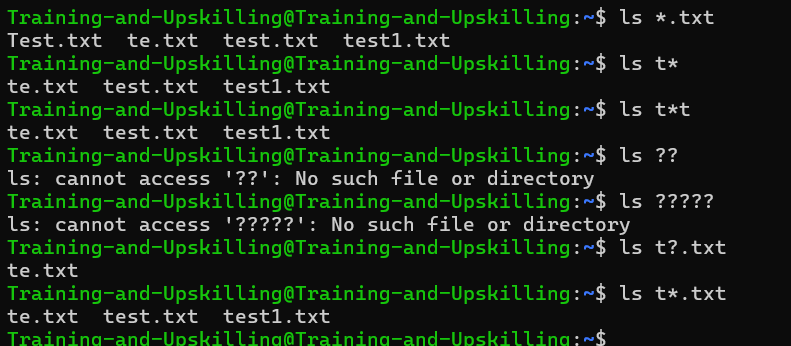 Training-and-Upskilling@Training-and-Upskilling:~$ ls *.txt
Test.txt  te.txt  test.txt  test1.txt
Training-and-Upskilling@Training-and-Upskilling:~$ ls t*
te.txt  test.txt  test1.txt
Training-and-Upskilling@Training-and-Upskilling:~$ ls t*t
te.txt  test.txt  test1.txt
Training-and-Upskilling@Training-and-Upskilling:~$ ls ??
ls: cannot access '??': No such file or directory
Training-and-Upskilling@Training-and-Upskilling:~$ ls ?????
ls: cannot access '?????': No such file or directory
Training-and-Upskilling@Training-and-Upskilling:~$ ls t?.txt
te.txt
Training-and-Upskilling@Training-and-Upskilling:~$ ls t*.txt
te.txt  test.txt  test1.txt
Training-and-Upskilling@Training-and-Upskilling:~$